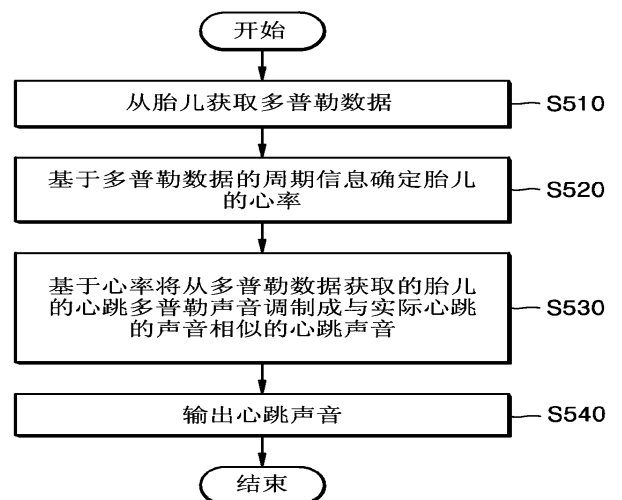 开始
从胎儿获取多普勒数据
S510
基于多普勒数据的周期信息确定胎儿
的心率
S520
基于心率将从多普勒数据获取的胎儿
的心跳多普勒声音调制成与实际心跳
的声音相似的心跳声音
S530
输出心跳声音
S540
结束